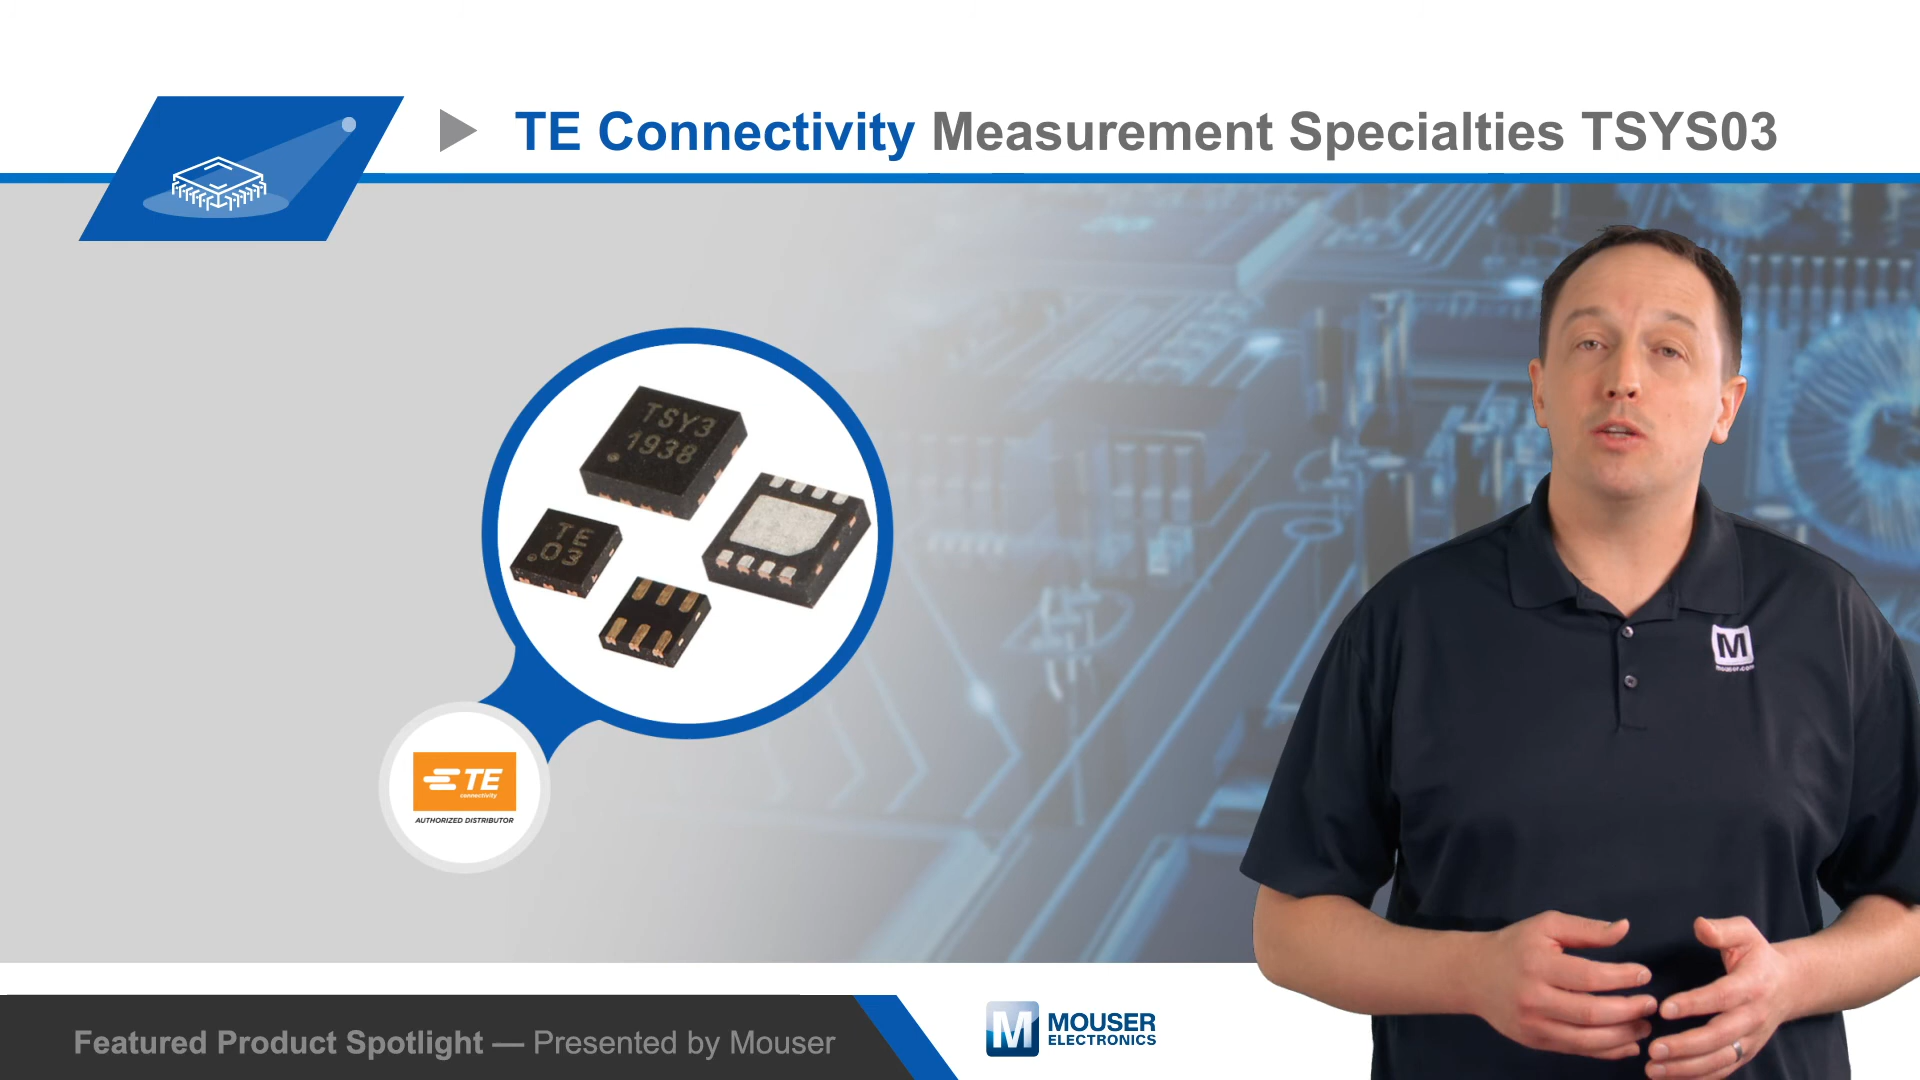 TE Connectivity Measurement Specialties TSYS03
TSY3
1938
TE
03
TE
connectivity
AUTHORIZED DISTRIBUTOR
M
Featured Product Spotlight — Presented by Mouser
M
MOUSER
ELECTRONICS